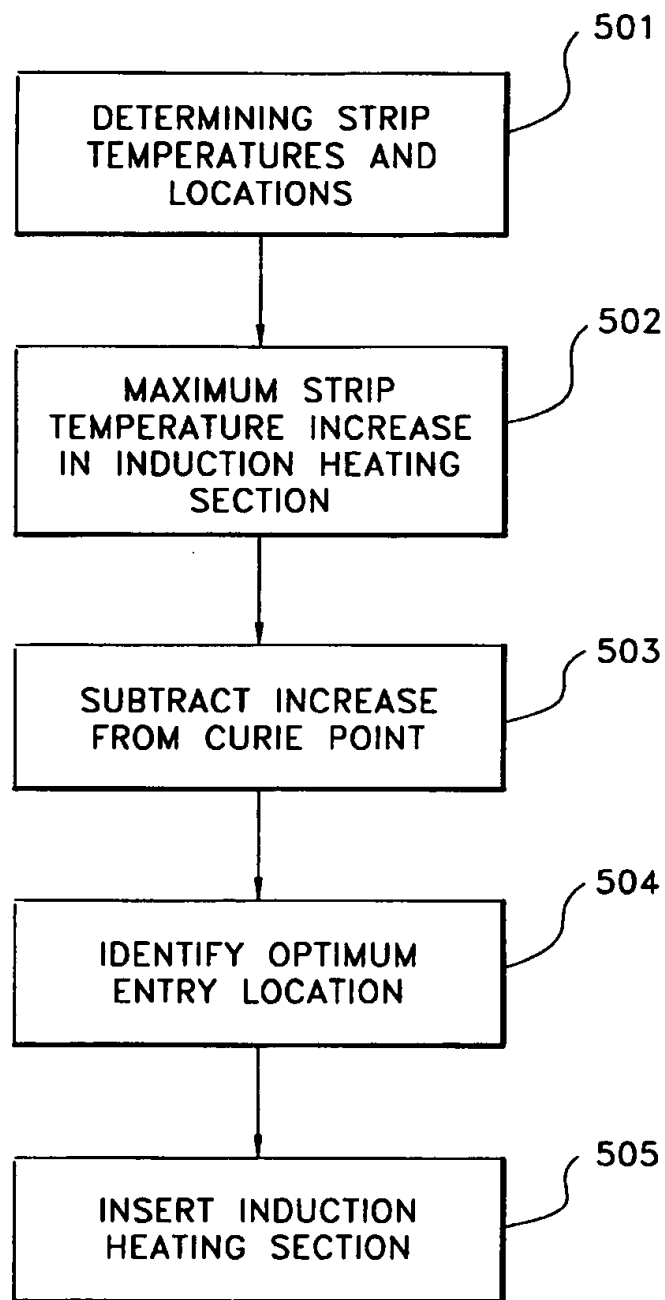 501
DETERMINING STRIP
TEMPERATURES AND
LOCATIONS
502
MAXIMUM STRIP
TEMPERATURE INCREASE
IN INDUCTION HEATING
SECTION
503
SUBTRACT INCREASE
FROM CURIE POINT
504
IDENTIFY OPTIMUM
ENTRY LOCATION
505
INSERT INDUCTION
HEATING SECTION